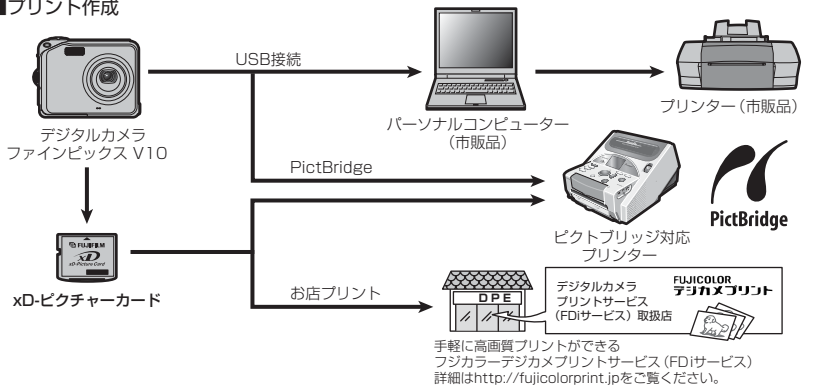 ■プリント作成
USB接続
デジタルカメラ
ファインピックス V10
パーソナルコンピューター
（市販品）
プリンター（市販品）
PictBridge
PictBridge
ピクトブリッジ対応
プリンター
FUJIFILM
xD
xD-Picture Card
xD-ピクチャーカード
お店プリント
DPE
デジタルカメラ
プリントサービス
（FDiサービス）取扱店
FUJICOLOR
デジカメプリント
手軽に高画質プリントができる
フジカラーデジカメプリントサービス（FDiサービス）
詳細はhttp://fujicolorprint.jpをご覧ください。